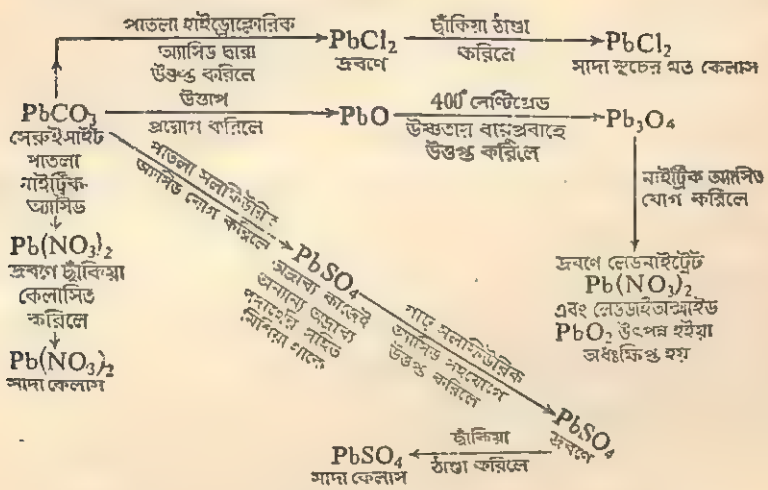 পাতলা হাইড্রোক্লোরিক
অ্যাসিড দ্বারা
উত্তপ্ত করিলে
PbCl₂
দ্রবণে
ছাঁকিয়া ঠাণ্ডা
করিলে
PbCl₂
সাদা সূচের মত কেলাস
PbCO₃
সেরুইসাইট
উত্তাপ
প্রয়োগ করিলে
PbO
400° সেন্টিগ্রেড
উষ্ণতায় বায়ুপ্রবাহে
উত্তপ্ত করিলে
Pb₃O₄
নাইট্রিক অ্যাসিড
যোগ করিলে
দ্রবণে লেডনাইট্রেট
Pb(NO₃)₂
এবং লেডডাইঅক্সাইড
PbO₂ উৎপন্ন হইয়া
অধঃক্ষিপ্ত হয়
পাতলা
নাইট্রিক
অ্যাসিড
Pb(NO₃)₂
দ্রবণে ছাঁকিয়া
কেলাসিত
করিলে
Pb(NO₃)₂
সাদা কেলাস
পাতলা সলফিউরিক
অ্যাসিড যোগ করিলে
PbSO₄
অদ্রাব্য কাজেই
অন্যান্য অদ্রাব্য
পদার্থের সহিত
মিশিয়া থাকে
গাঢ় সলফিউরিক
অ্যাসিড সহযোগে
উত্তপ্ত করিলে
PbSO₄
দ্রবণে
ছাঁকিয়া
ঠাণ্ডা করিলে
PbSO₄
সাদা কেলাস